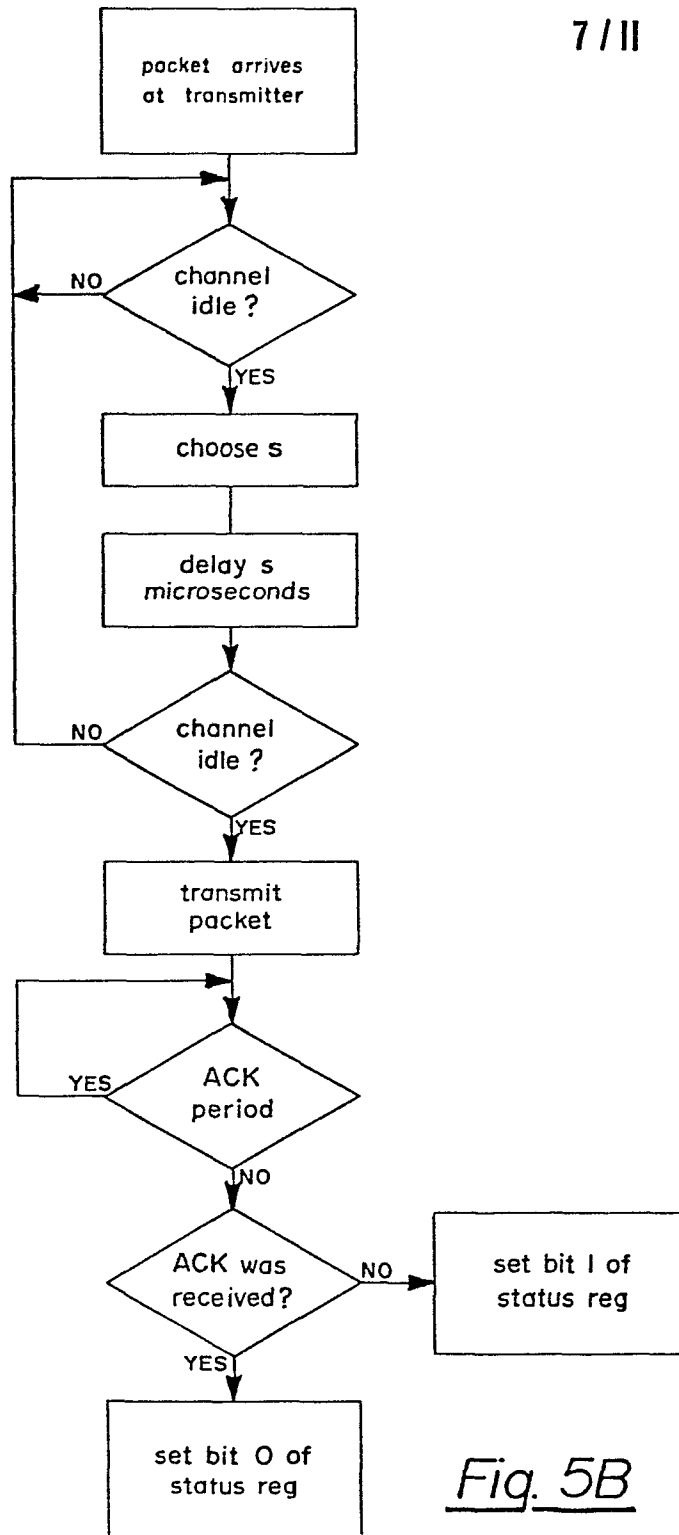 7/11
packet arrives
at transmitter
channel
idle?
NO
YES
choose s
delay s
microseconds
channel
idle?
NO
YES
transmit
packet
ACK
period
YES
NO
ACK was
received?
NO
set bit 1 of
status reg
YES
set bit 0 of
status reg
Fig. 5B